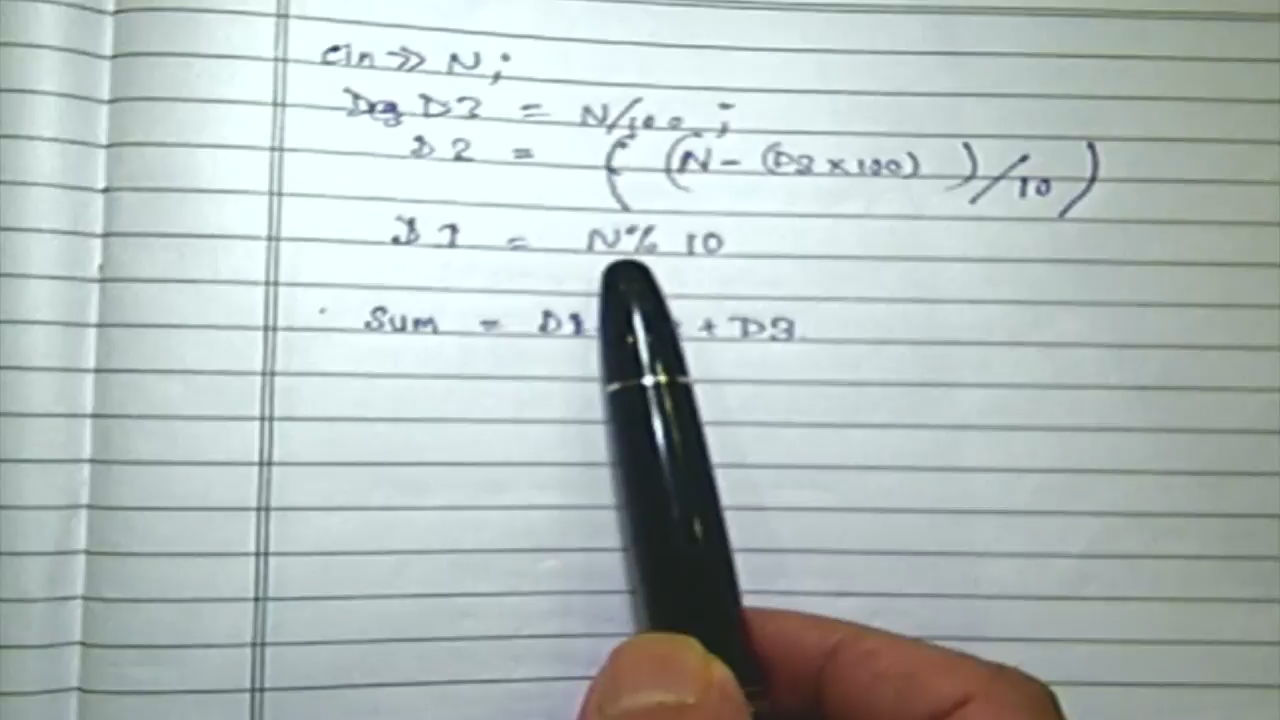 cin >> N;
D3 = N/100;
D2 = ( (N - (D3 x 100) ) / 10 )
D1 = N % 10
Sum = D1 + D3